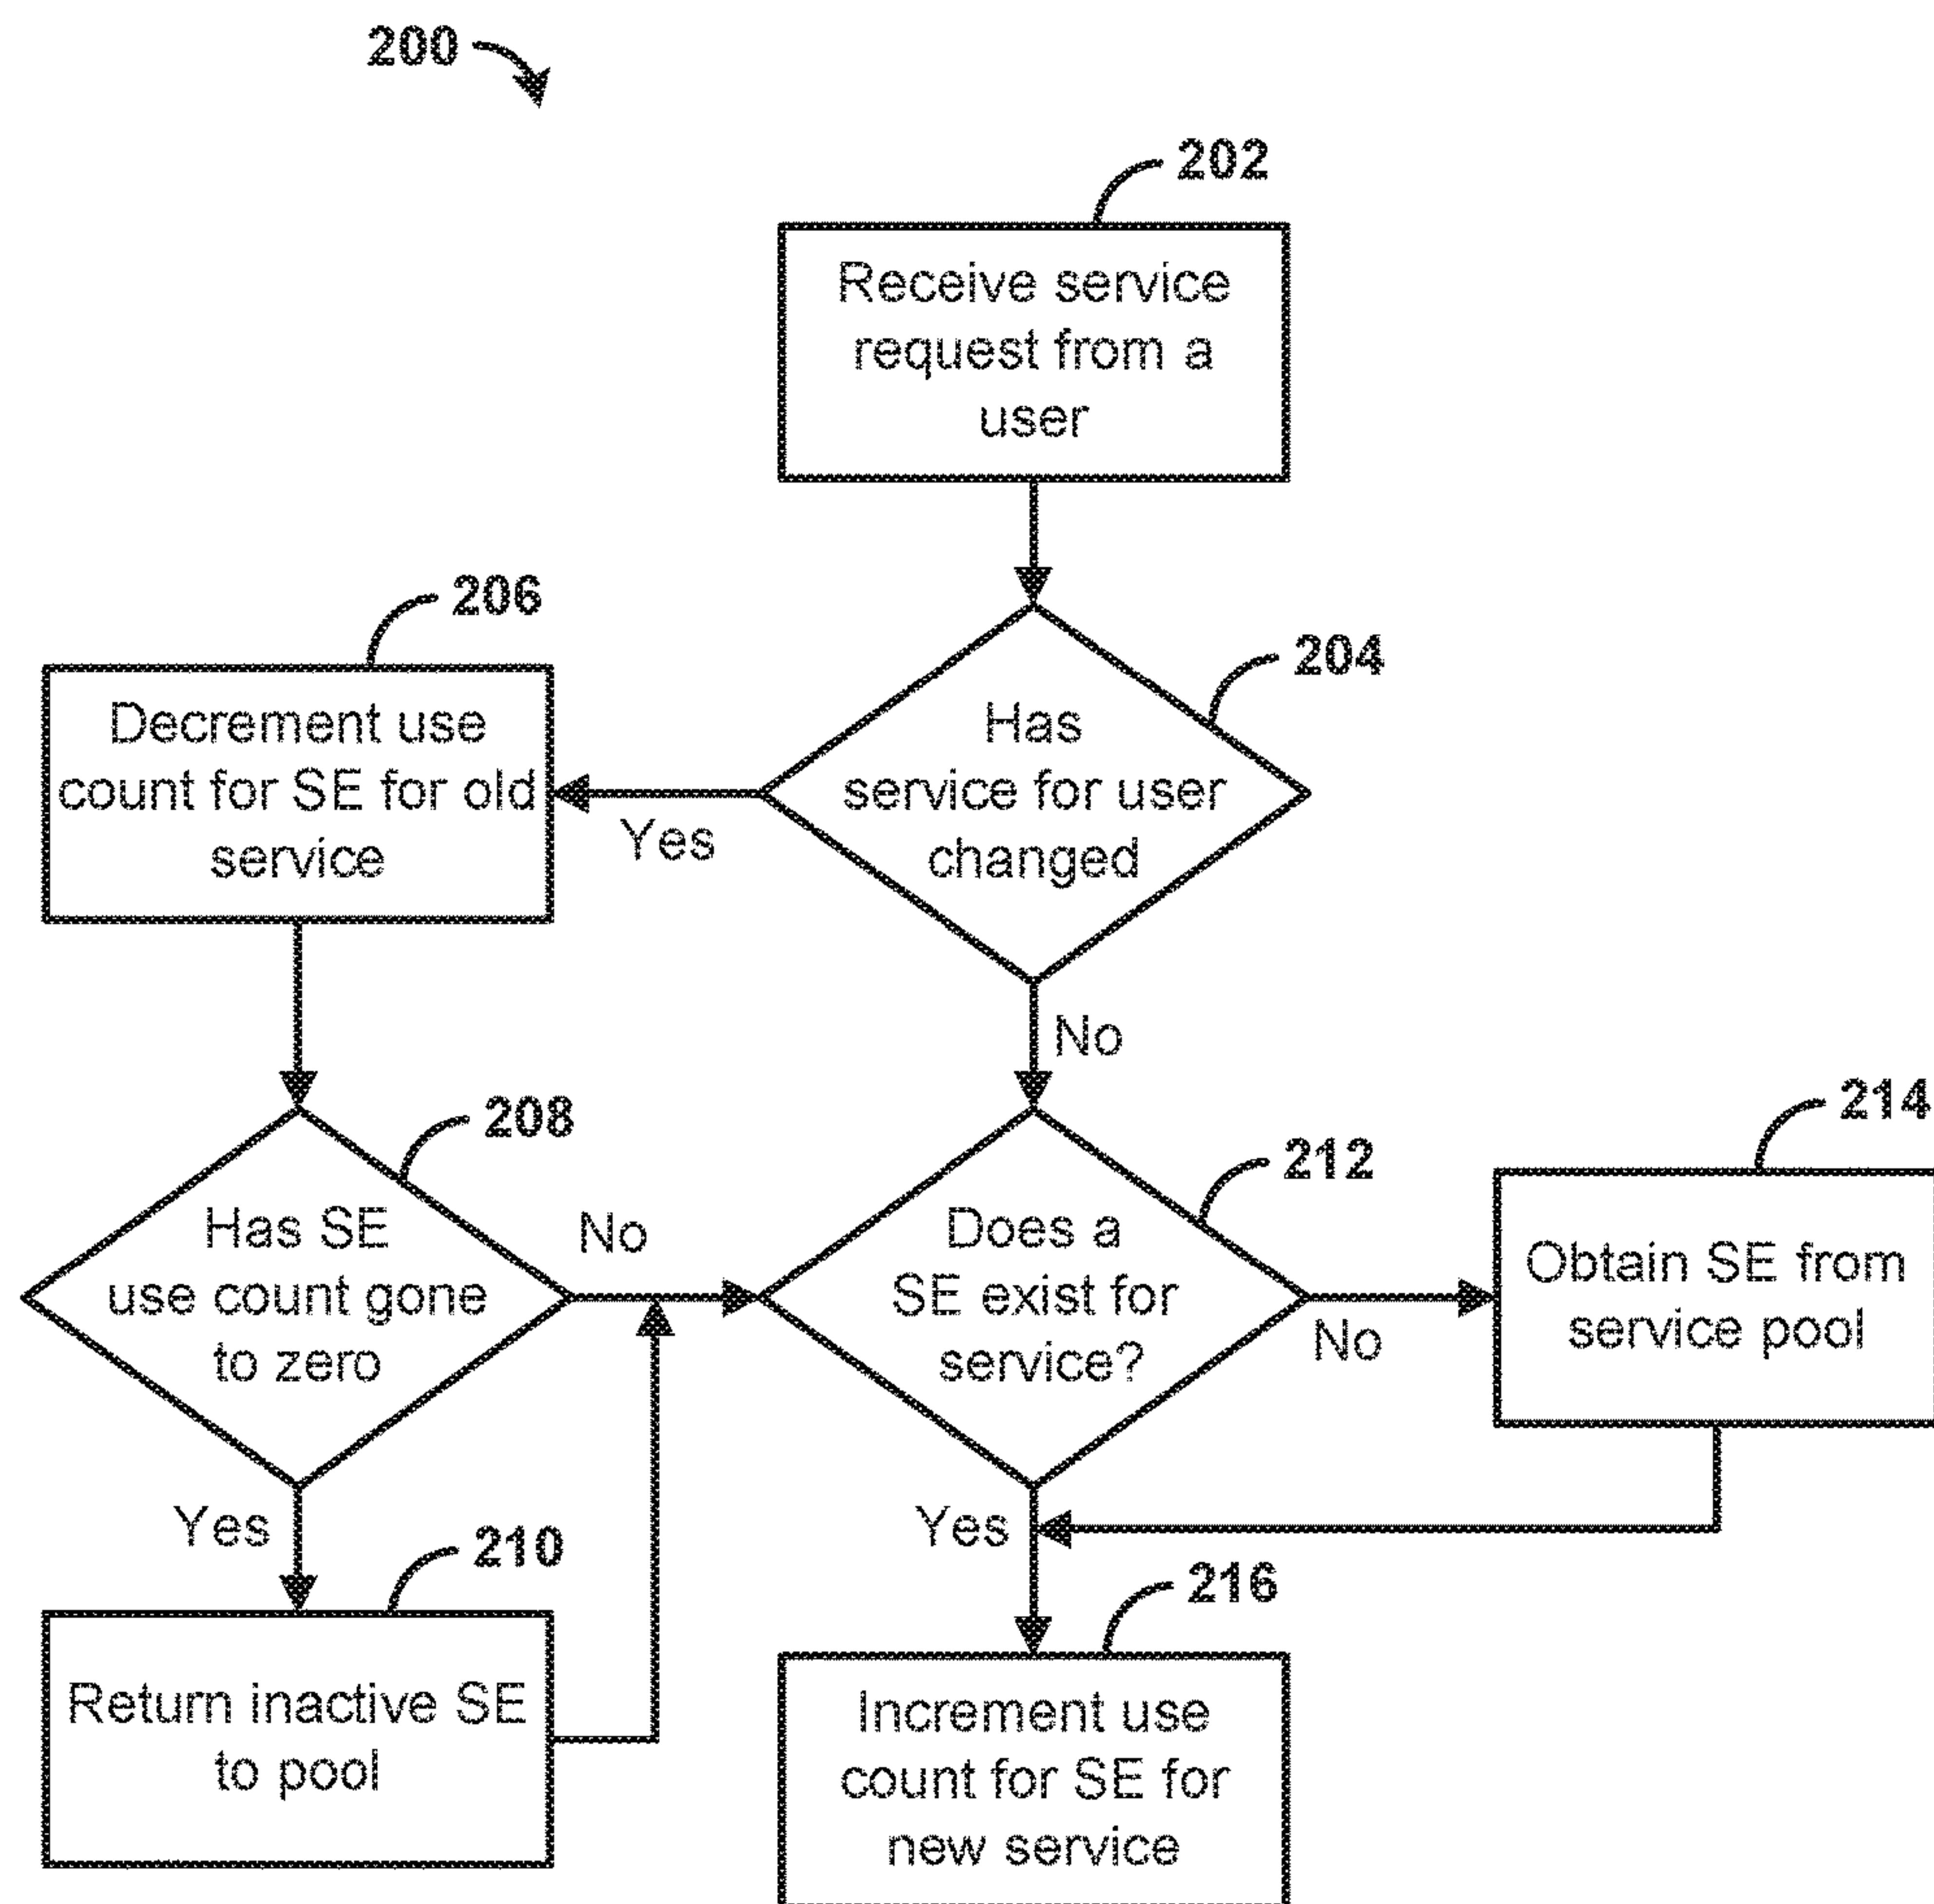 200
202
Receive service
request from a
user
206
204
Decrement use
count for SE for old
service
Has
service for user
changed
Yes
No
208
212
214
Has SE
use count gone
to zero
No
Does a
SE exist for
service?
No
Obtain SE from
service pool
Yes
Yes
210
216
Return inactive SE
to pool
Increment use
count for SE for
new service